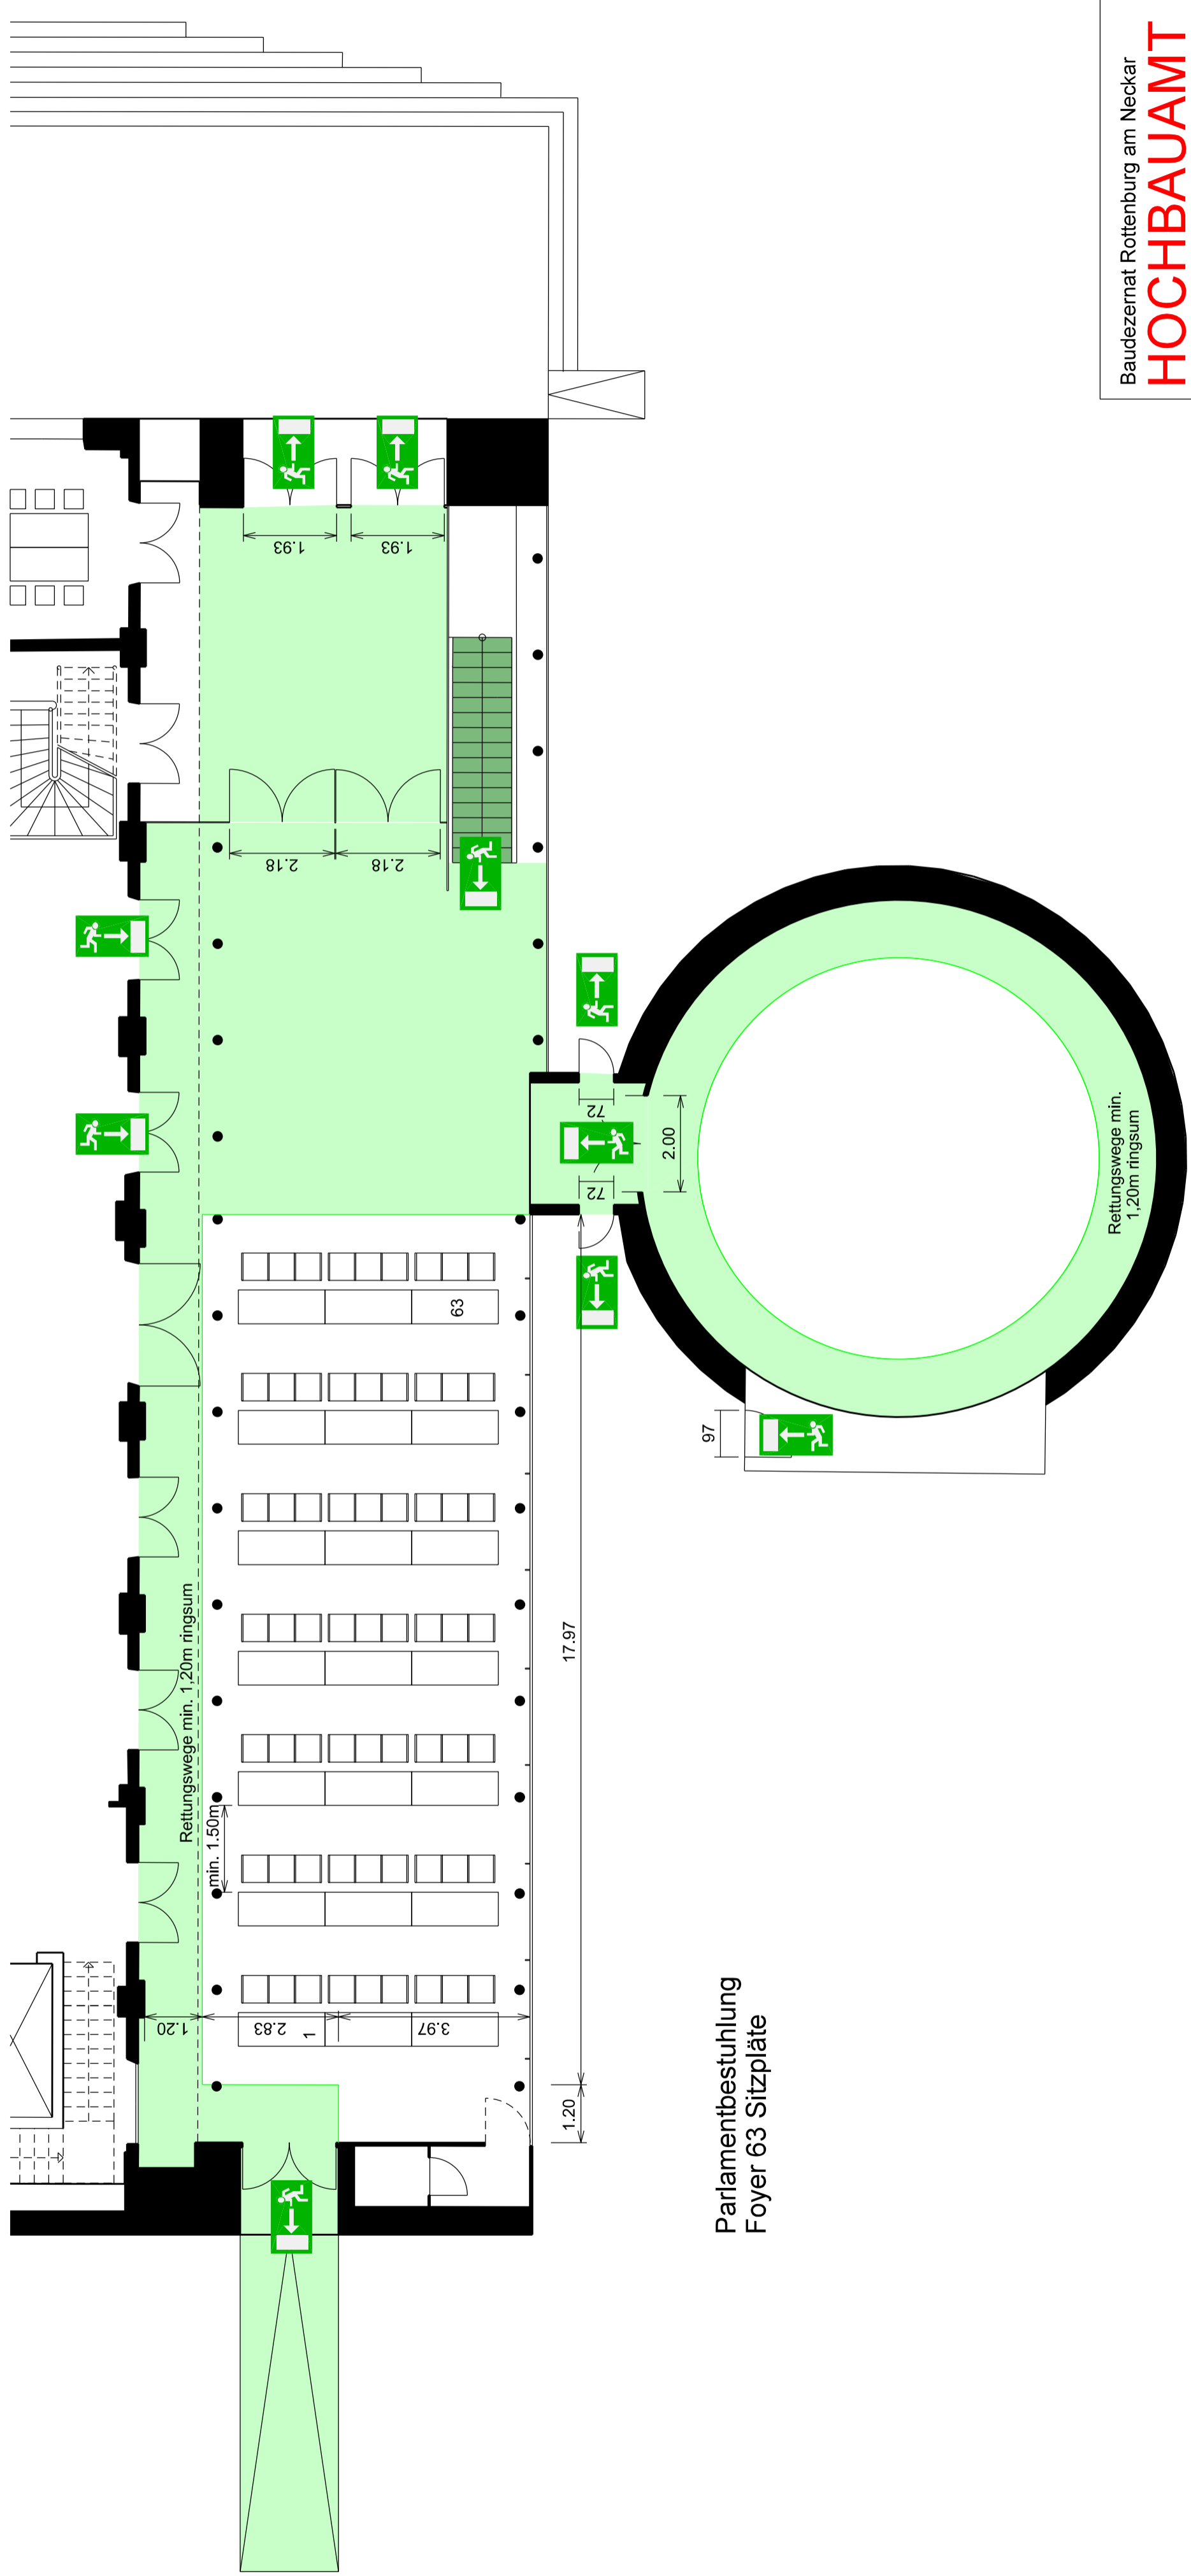 Baudezernat Rottenburg am Neckar
HOCHBAUAMT
1.93
1.93
2.18
2.18
72
72
2.00
Rettungswege min.
1,20m ringsum
63
97
Rettungswege min. 1,20m ringsum
min. 1.50m
17.97
1.20
2.83
3.97
1
1.20
Parlamentbestuhlung
Foyer 63 Sitzpläte